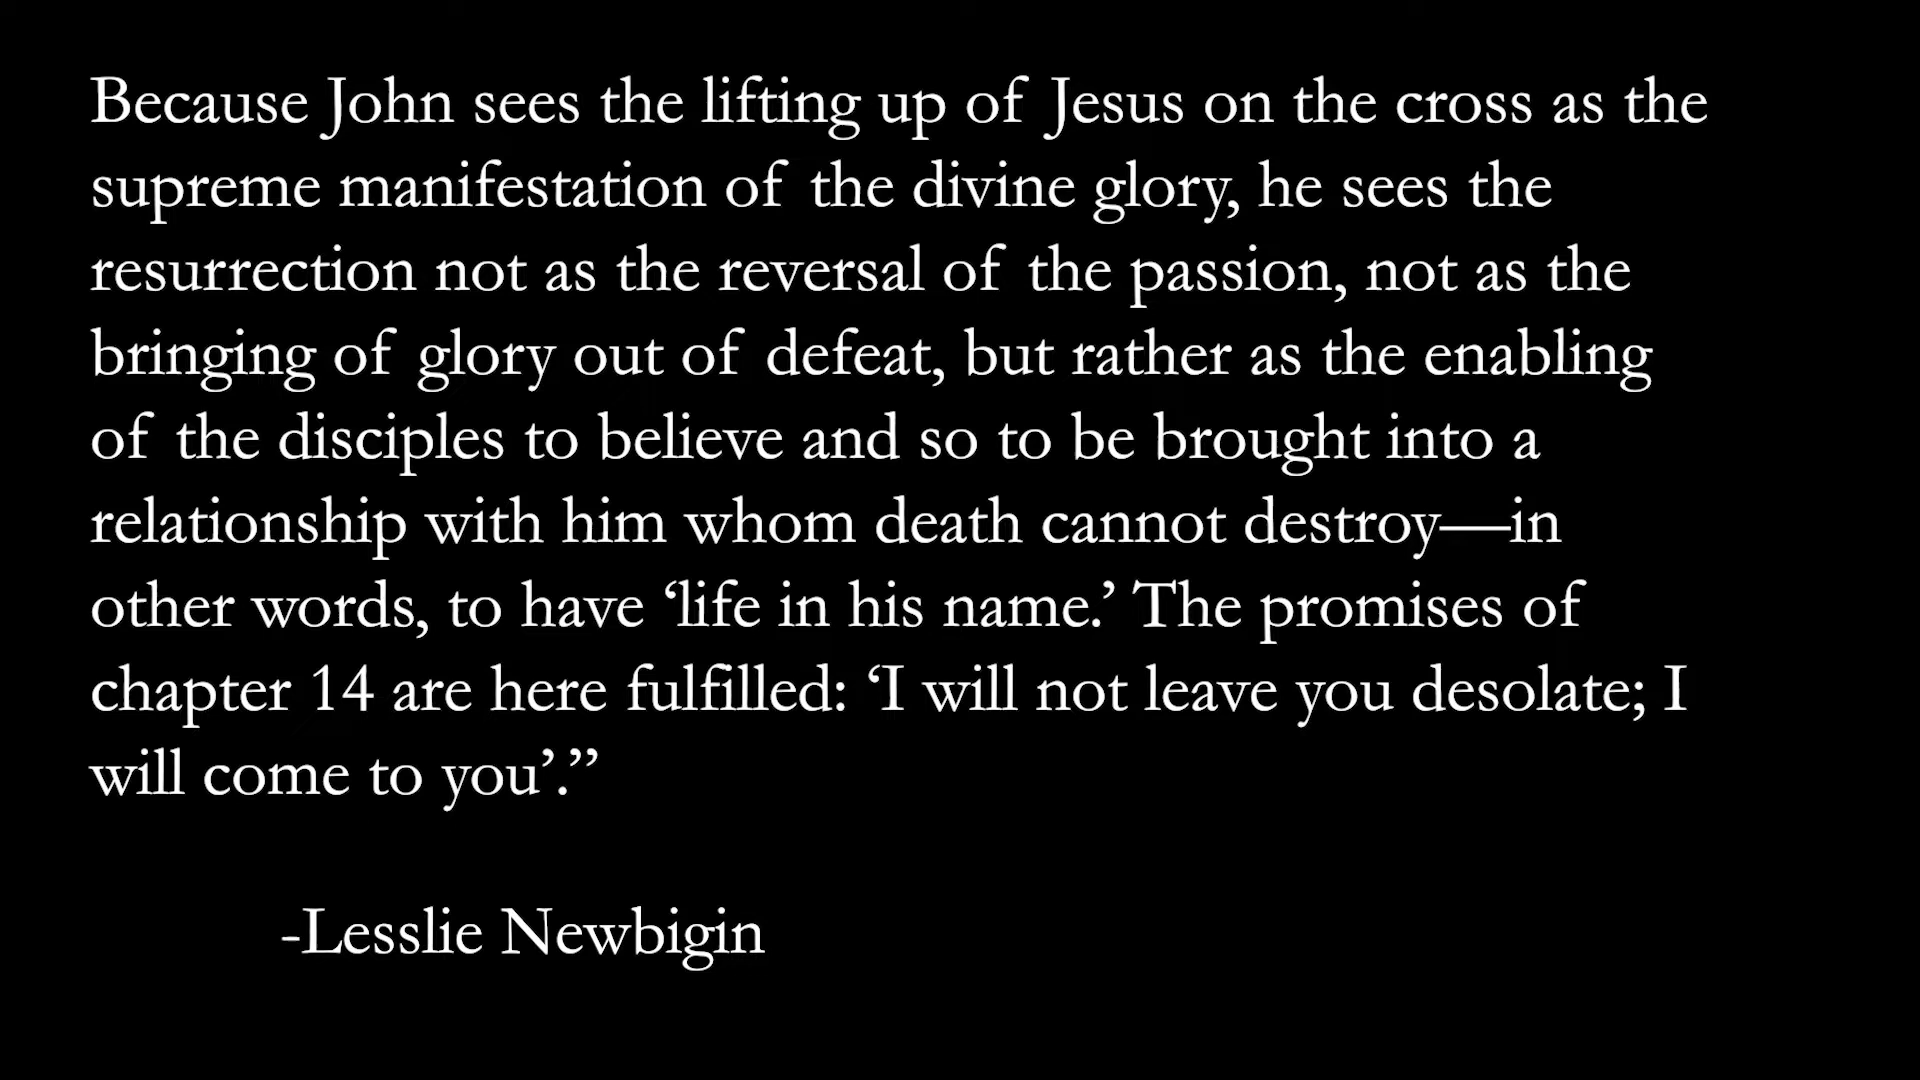 Because John sees the lifting up of Jesus on the cross as the
supreme manifestation of the divine glory, he sees the
resurrection not as the reversal of the passion, not as the
bringing of glory out of defeat, but rather as the enabling
of the disciples to believe and so to be brought into a
relationship with him whom death cannot destroy—in
other words, to have ‘life in his name.’ The promises of
chapter 14 are here fulfilled: ‘I will not leave you desolate; I
will come to you’.”
-Lesslie Newbigin